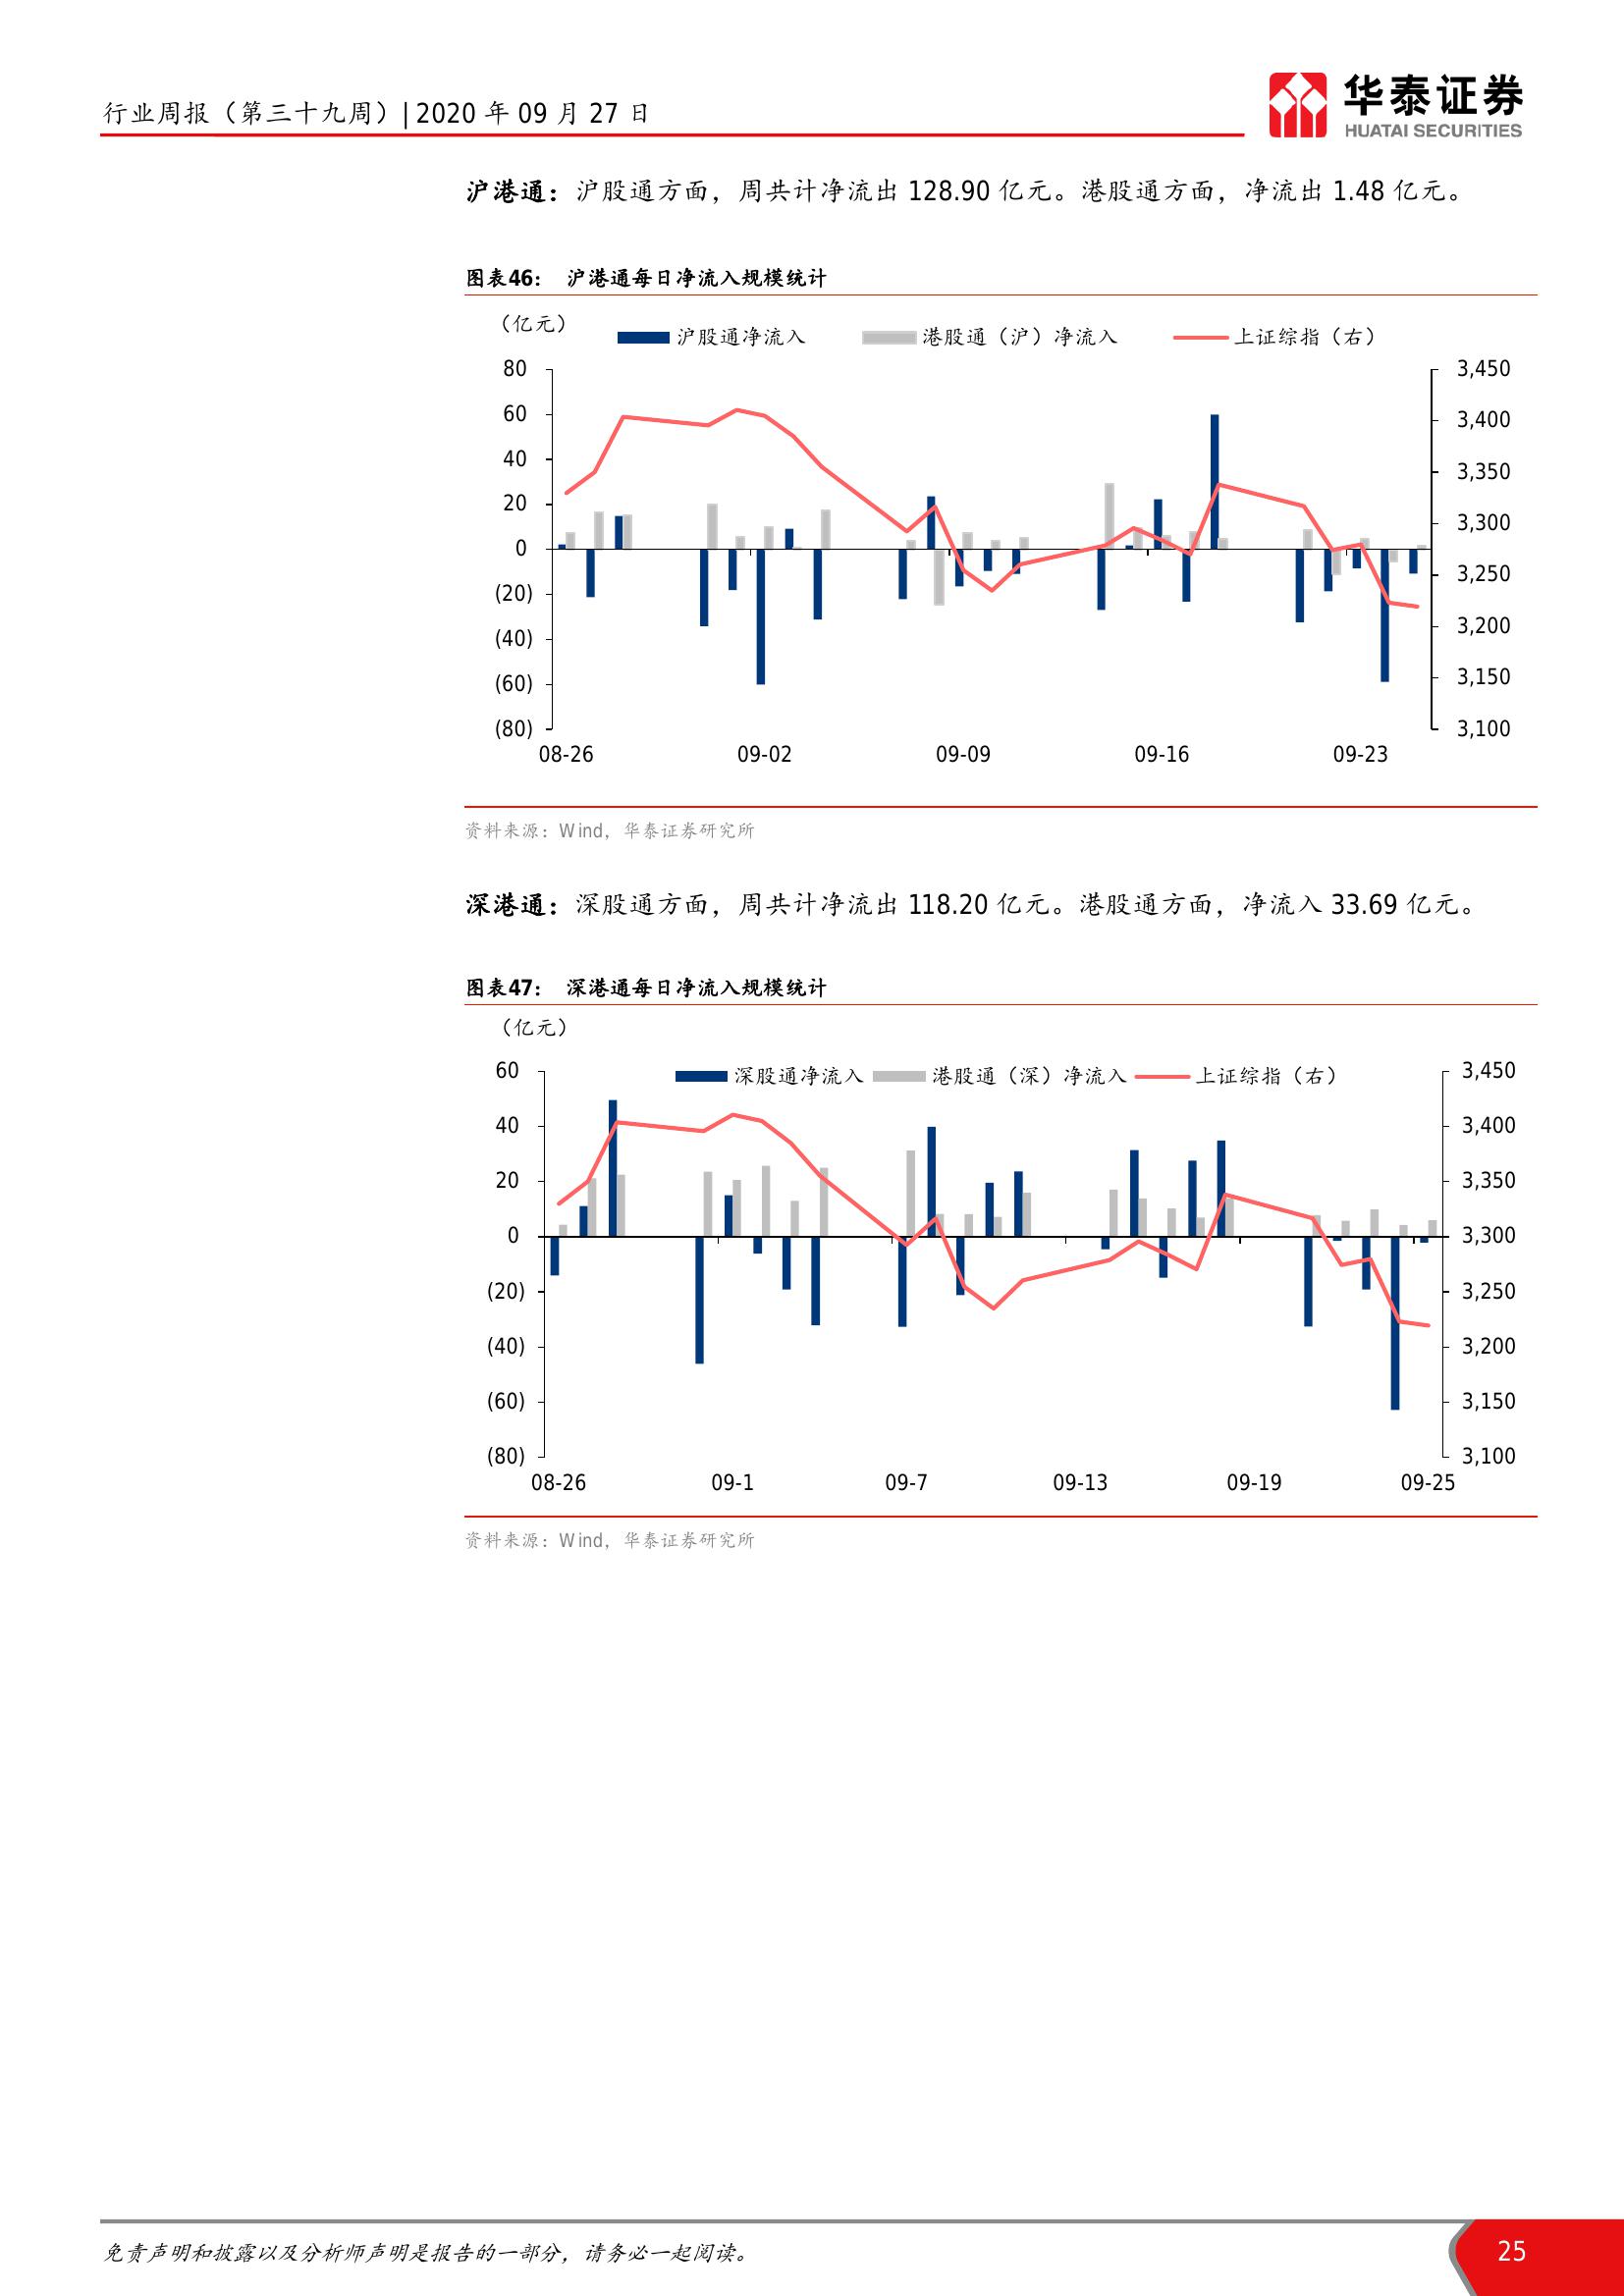 行业周报（第三十九周）| 2020 年 09 月 27 日
华泰证券
HUATAI SECURITIES
沪港通：沪股通方面，周共计净流出 128.90 亿元。港股通方面，净流出 1.48 亿元。
图表46： 沪港通每日净流入规模统计
（亿元）
沪股通净流入 港股通（沪）净流入 上证综指（右）
80 3,450
60 3,400
40 3,350
20 3,300
0 3,250
(20) 3,200
(40) 3,150
(60) 3,100
(80)
08-26 09-02 09-09 09-16 09-23
资料来源：Wind，华泰证券研究所
深港通：深股通方面，周共计净流出 118.20 亿元。港股通方面，净流入 33.69 亿元。
图表47： 深港通每日净流入规模统计
（亿元）
深股通净流入 港股通（深）净流入 上证综指（右）
60 3,450
40 3,400
20 3,350
0 3,300
(20) 3,250
(40) 3,200
(60) 3,150
(80) 3,100
08-26 09-1 09-7 09-13 09-19 09-25
资料来源：Wind，华泰证券研究所
免责声明和披露以及分析师声明是报告的一部分，请务必一起阅读。
25